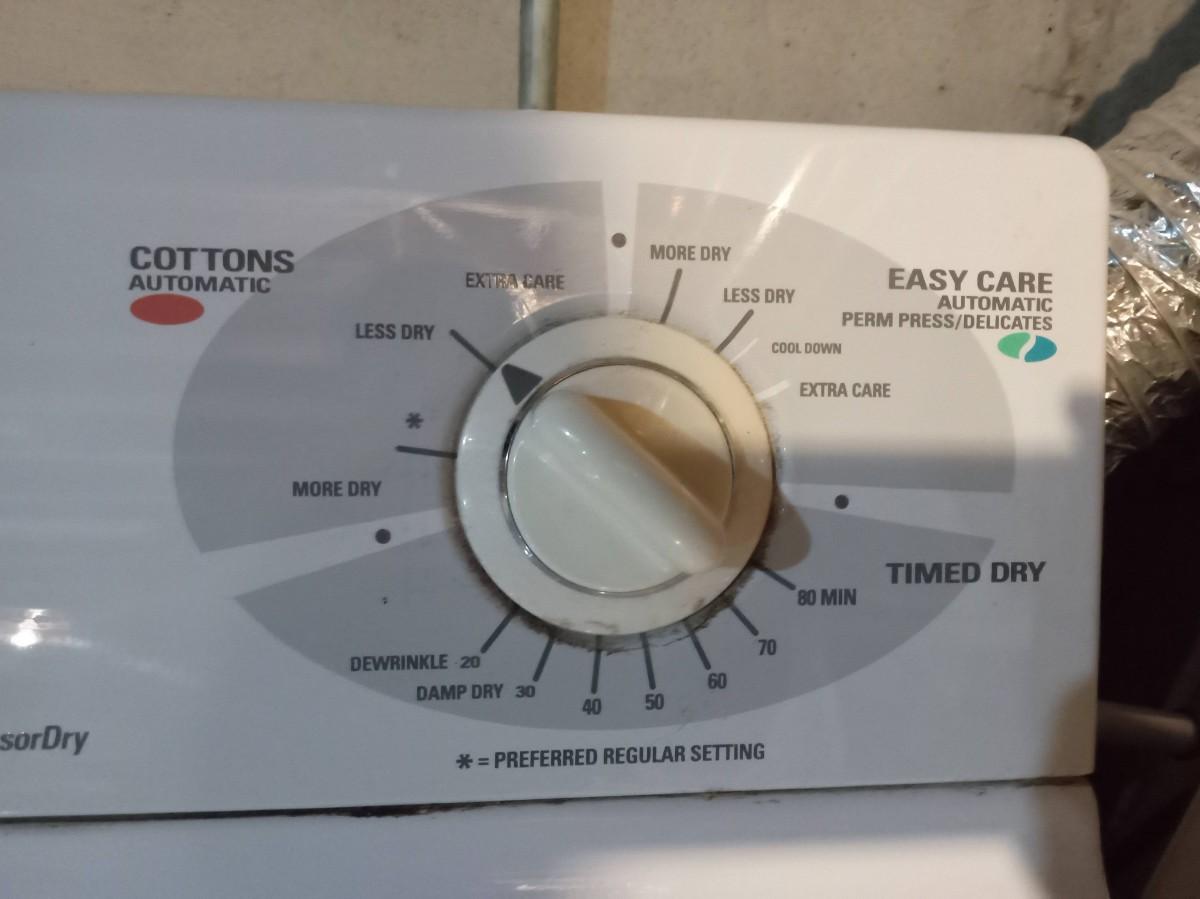 COTTONS
AUTOMATIC
EXTRA CARE
LESS DRY
*
MORE DRY
MORE DRY
LESS DRY
COOL DOWN
EXTRA CARE
EASY CARE
AUTOMATIC
PERM PRESS/DELICATES
TIMED DRY
80 MIN
70
60
50
40
DAMP DRY 30
DEWRINKLE 20
sorDry
* = PREFERRED REGULAR SETTING